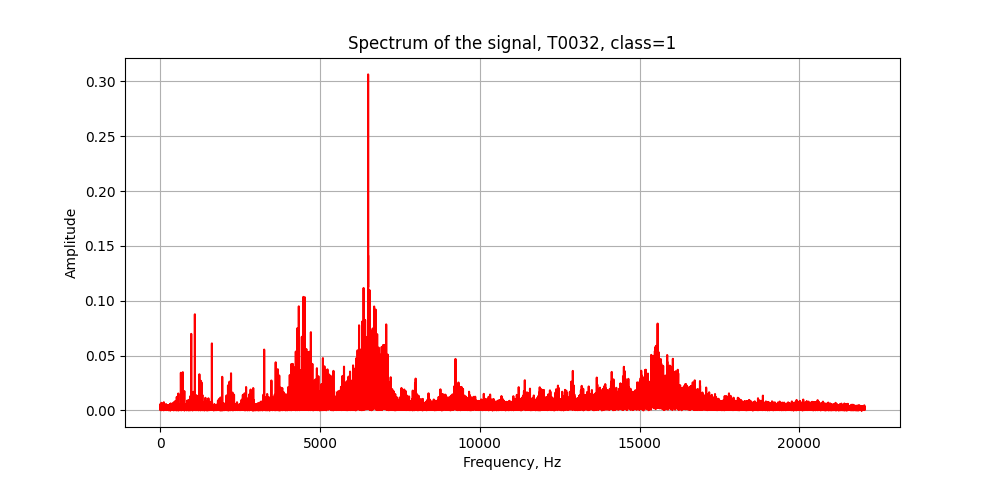 Spectrum of the signal, T0032, class=1
0.30
0.25
0.20
0.15
0.10
0.05
0.00
Amplitude
0 5000 10000 15000 20000
Frequency, Hz